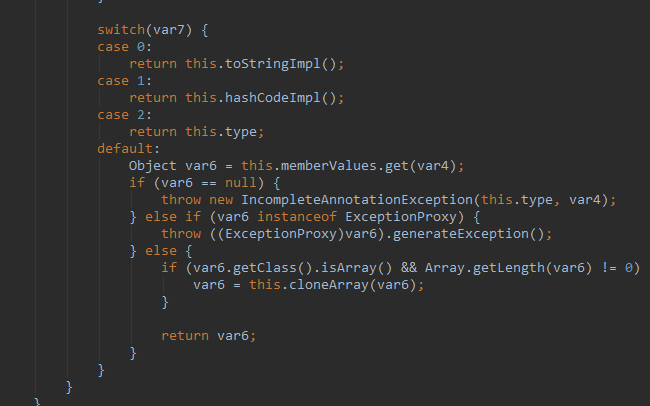 }
switch(var7) {
case 0:
return this.toStringImpl();
case 1:
return this.hashCodeImpl();
case 2:
return this.type;
default:
Object var6 = this.memberValues.get(var4);
if (var6 == null) {
throw new IncompleteAnnotationException(this.type, var4);
} else if (var6 instanceof ExceptionProxy) {
throw ((ExceptionProxy)var6).generateException();
} else {
if (var6.getClass().isArray() && Array.getLength(var6) != 0)
var6 = this.cloneArray(var6);
}
return var6;
}
}
}
}